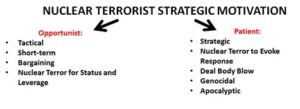 NUCLEAR TERRORIST STRATEGIC MOTIVATION
Opportunist:
• Tactical
• Short-term
• Bargaining
• Nuclear Terror for Status and
Leverage
Patient:
• Strategic
• Nuclear Terror to Evoke
Response
• Deal Body Blow
• Genocidal
• Apocalyptic